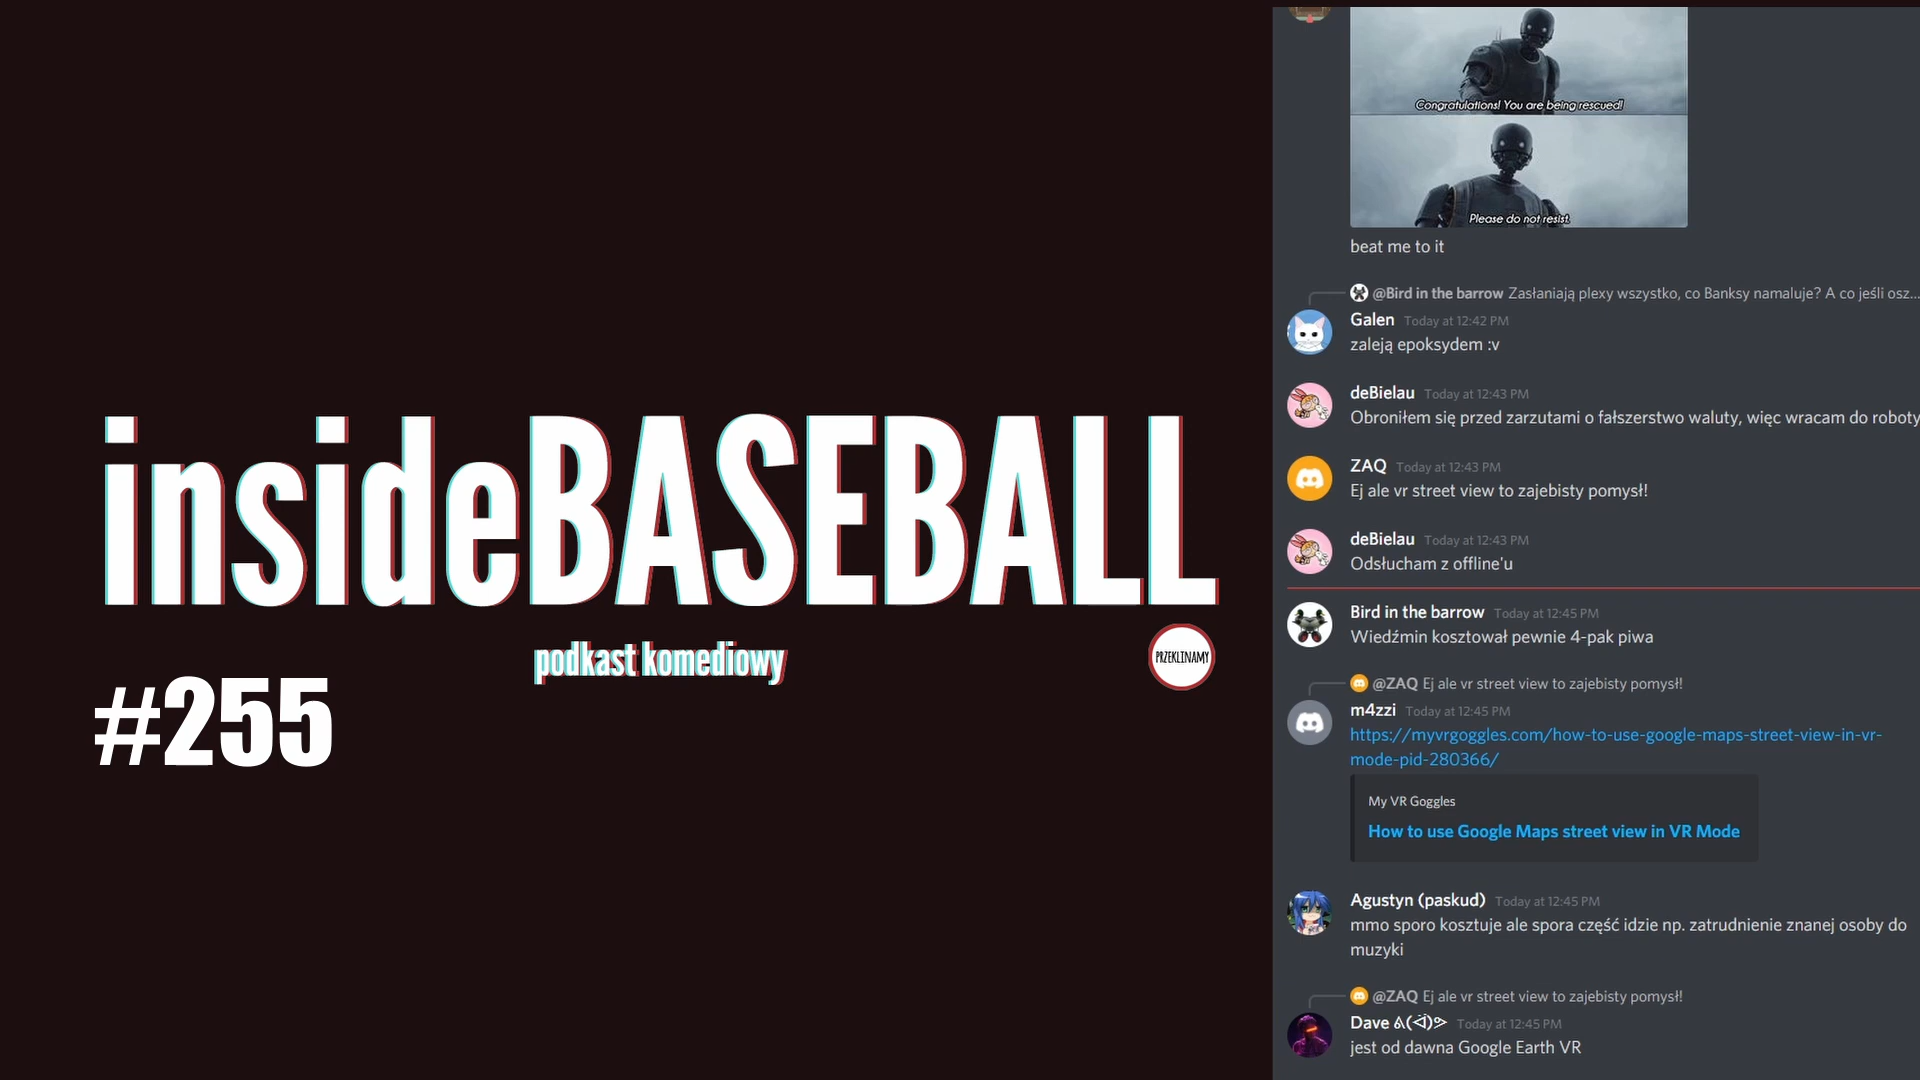 insideBASEBALL
podkast komediowy
PRZEKLINAMY
#255
Congratulations! You are being rescued!
Please do not resist.
beat me to it
@Bird in the barrow Zasłaniają plexy wszystko, co Banksy namaluje? A co jeśli osz...
Galen Today at 12:42 PM
zaleją epoksydem :v
deBielau Today at 12:43 PM
Obroniłem się przed zarzutami o fałszerstwo waluty, więc wracam do roboty
ZAQ Today at 12:43 PM
Ej ale vr street view to zajebisty pomysł!
deBielau Today at 12:43 PM
Odsłucham z offline'u
Bird in the barrow Today at 12:45 PM
Wiedźmin kosztował pewnie 4-pak piwa
@ZAQ Ej ale vr street view to zajebisty pomysł!
m4zzi Today at 12:45 PM
https://myvrgoggles.com/how-to-use-google-maps-street-view-in-vr-
mode-pid-280366/
My VR Goggles
How to use Google Maps street view in VR Mode
Agustyn (paskud) Today at 12:45 PM
mmo sporo kosztuje ale spora część idzie np. zatrudnienie znanej osoby do
muzyki
@ZAQ Ej ale vr street view to zajebisty pomysł!
Dave Today at 12:45 PM
jest od dawna Google Earth VR